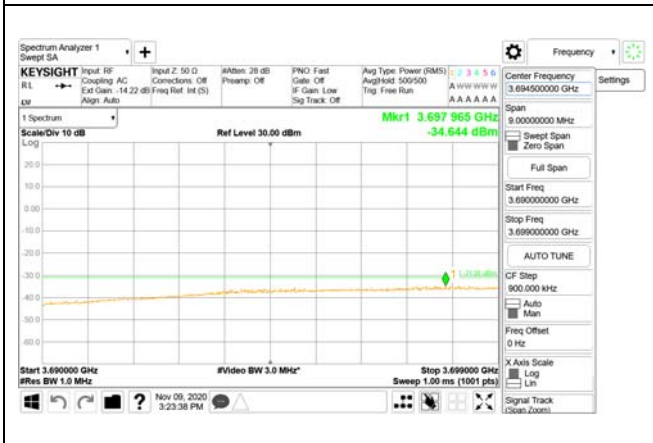 Spectrum Analyzer 1
Swept SA
+
Frequency
KEYSIGHT
Input: RF
Coupling: AC
Ext Gain: -14.22 dB
Align: Auto
Input Z: 50 Ω
Corrections: Off
Freq Ref: Int (S)
#Atten: 28 dB
Preamp: Off
PNO: Fast
Gate: Off
IF Gain: Low
Sig Track: Off
Avg Type: Power (RMS)
Avg|Hold: 500/500
Trig: Free Run
1 2 3 4 5 6
A W W W W W
A A A A A A
RL
1 Spectrum
Scale/Div 10 dB
Ref Level 30.00 dBm
Mkr1 3.697 965 GHz
-34.644 dBm
Log
20.0
10.0
0.00
-10.0
-20.0
-30.0
-40.0
-50.0
-60.0
1
Start 3.690000 GHz
#Res BW 1.0 MHz
#Video BW 3.0 MHz*
Stop 3.699000 GHz
Sweep 1.00 ms (1001 pts)
Nov 09, 2020
3:23:38 PM
?
Center Frequency
3.694500000 GHz
Settings
Span
9.00000000 MHz
Swept Span
Zero Span
Full Span
Start Freq
3.690000000 GHz
Stop Freq
3.699000000 GHz
AUTO TUNE
CF Step
900.000 kHz
Auto
Man
Freq Offset
0 Hz
X Axis Scale
Log
Lin
Signal Track
(Span Zoom)